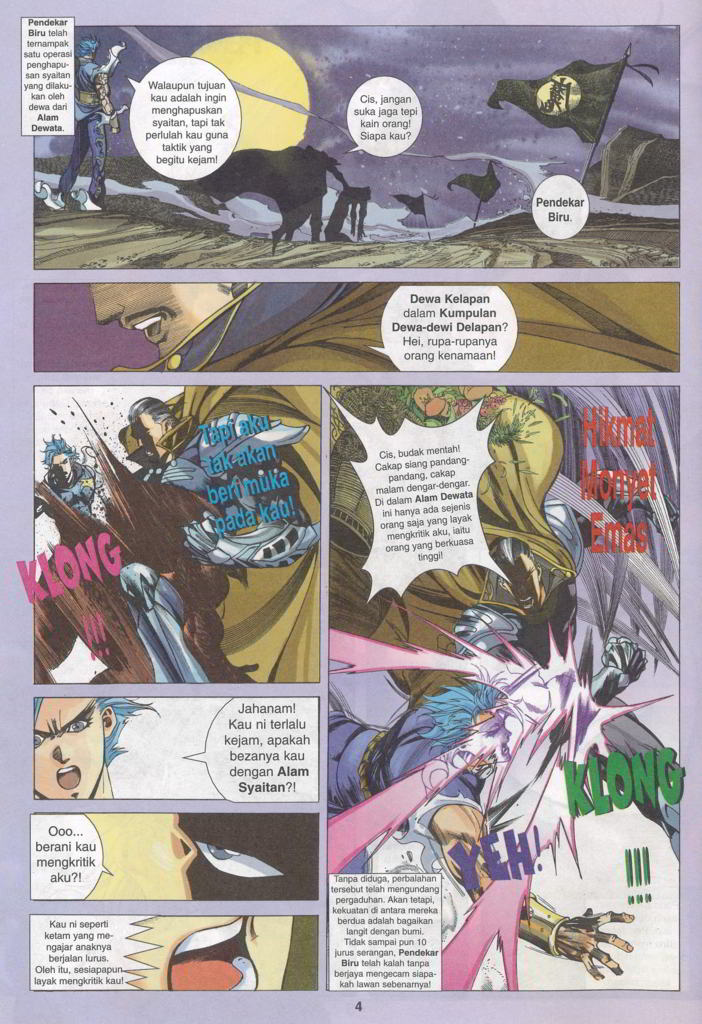 Pendekar
Biru telah
ternampak
satu operasi
penghapu-
san syaitan
yang dilaku-
kan oleh
dewa dari
Alam
Dewata.
Walaupun tujuan
kau adalah ingin
menghapuskan
syaitan, tapi tak
perlulah kau guna
taktik yang
begitu kejam!
Cis, jangan
suka jaga tepi
kain orang!
Siapa kau?
Pendekar
Biru.
Dewa Kelapan
dalam Kumpulan
Dewa-dewi Delapan?
Hei, rupa-rupanya
orang kenamaan!
Tapi aku
tak akan
beri muka
pada kau!
KLONG
!!!
Cis, budak mentah!
Cakap siang pandang-
pandang, cakap
malam dengar-dengar.
Di dalam Alam Dewata
ini hanya ada sejenis
orang saja yang layak
mengkritik aku, iaitu
orang yang berkuasa
tinggi!
Hikmat
Monyet
Emas
KLONG
!!!
YEH!
Jahanam!
Kau ni terlalu
kejam, apakah
bezanya kau
dengan Alam
Syaitan?!
Ooo...
berani kau
mengkritik
aku?!
Kau ni seperti
ketam yang me-
ngajar anaknya
berjalan lurus.
Oleh itu, sesiapapun
layak mengkritik kau!
Tanpa diduga, perbalahan
tersebut telah mengundang
pergaduhan. Akan tetapi,
kekuatan di antara mereka
berdua adalah bagaikan
langit dengan bumi.
Tidak sampai pun 10
jurus serangan, Pendekar
Biru telah kalah tanpa
berjaya mengecam siapa-
kah lawan sebenarnya!
4